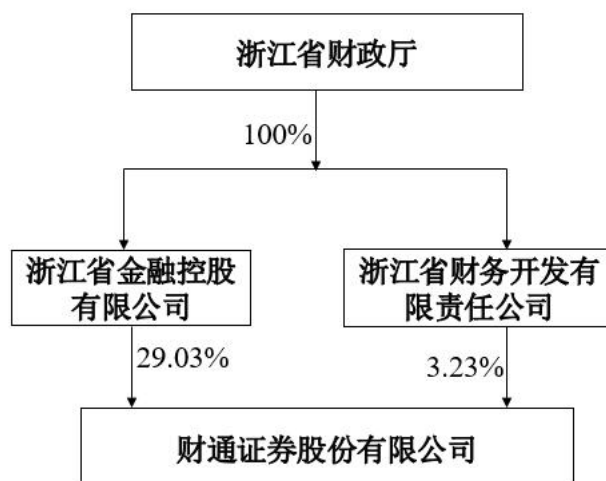 浙江省财政厅
100%
浙江省金融控股
有限公司
浙江省财务开发有
限责任公司
29.03%
3.23%
财通证券股份有限公司